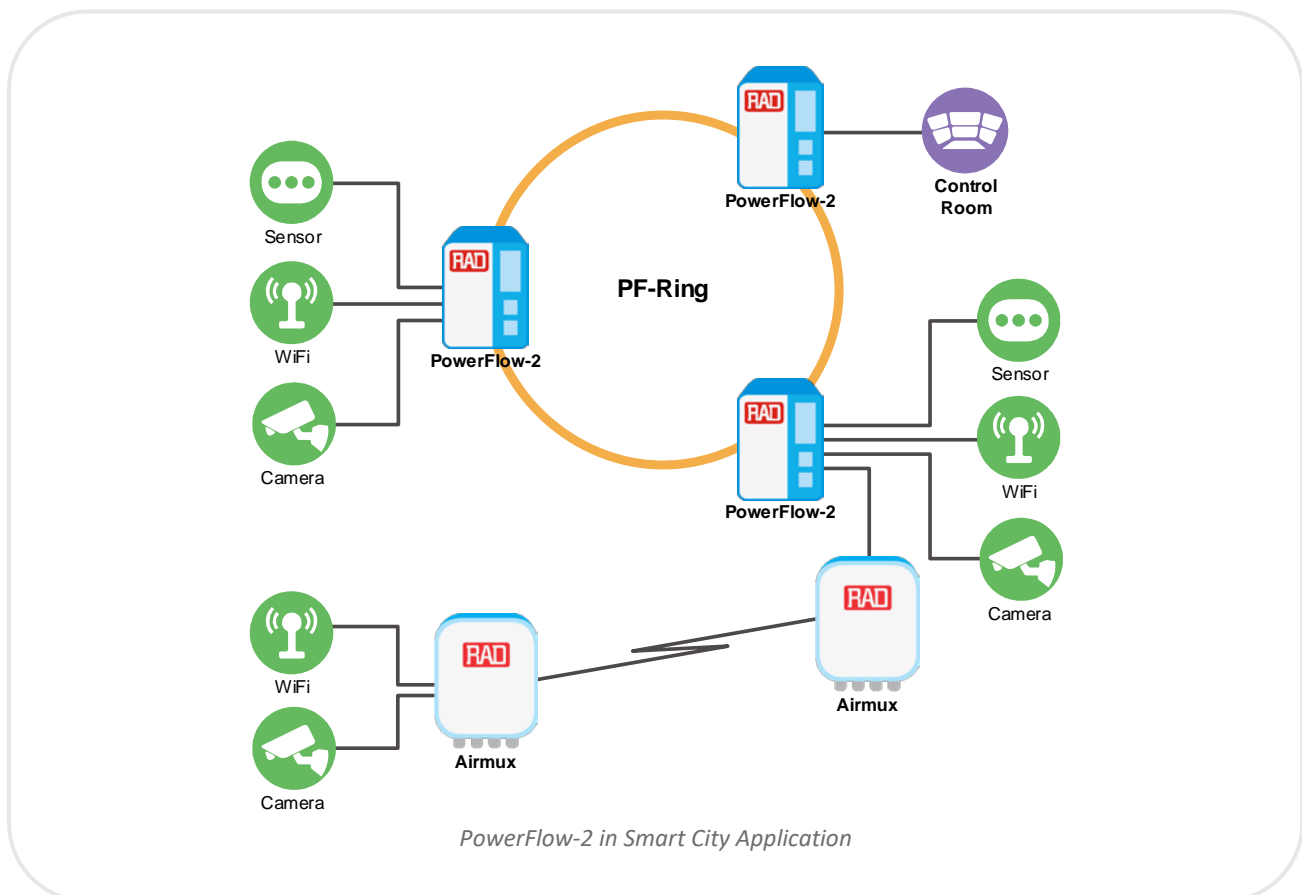 RAD
PowerFlow-2
Control
Room
Sensor
WiFi
Camera
RAD
PowerFlow-2
PF-Ring
Sensor
WiFi
Camera
RAD
PowerFlow-2
RAD
Airmux
WiFi
Camera
RAD
Airmux
PowerFlow-2 in Smart City Application